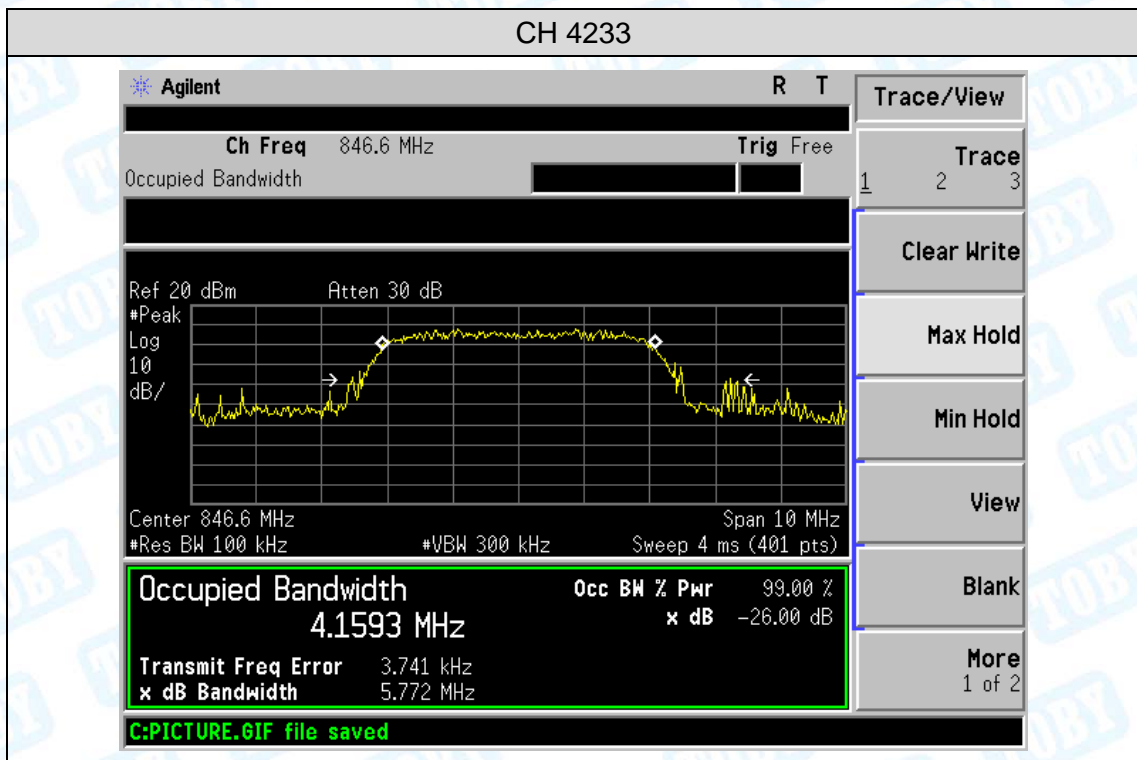 CH 4233
Agilent R T
Trace/View
Ch Freq 846.6 MHz Trig Free
Occupied Bandwidth
Trace
1 2 3
Clear Write
Ref 20 dBm Atten 30 dB
#Peak
Log
10
dB/
Max Hold
Min Hold
View
Center 846.6 MHz Span 10 MHz
#Res BW 100 kHz #VBW 300 kHz Sweep 4 ms (401 pts)
Occupied Bandwidth Occ BW % Pwr 99.00 %
4.1593 MHz x dB -26.00 dB
Blank
Transmit Freq Error 3.741 kHz
x dB Bandwidth 5.772 MHz
More
1 of 2
C:PICTURE.GIF file saved
TOBY